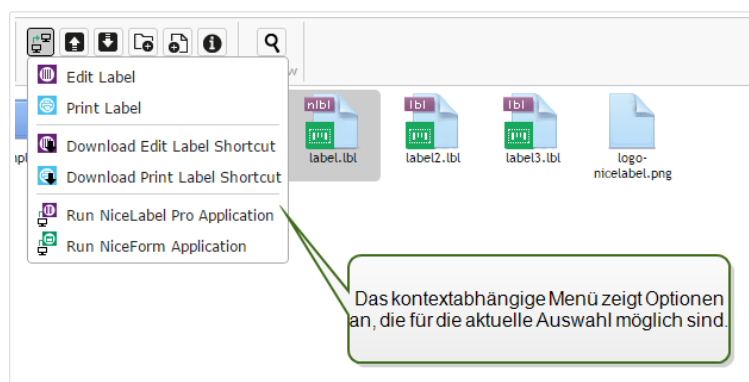 w
Edit Label
Print Label
Download Edit Label Shortcut
Download Print Label Shortcut
Run NiceLabel Pro Application
Run NiceForm Application
pl
nlbl
lbl
lbl
label.lbl
label2.lbl
label3.lbl
logo-
nicelabel.png
Das kontextabhängige Menü zeigt Optionen
an, die für die aktuelle Auswahl möglich sind.